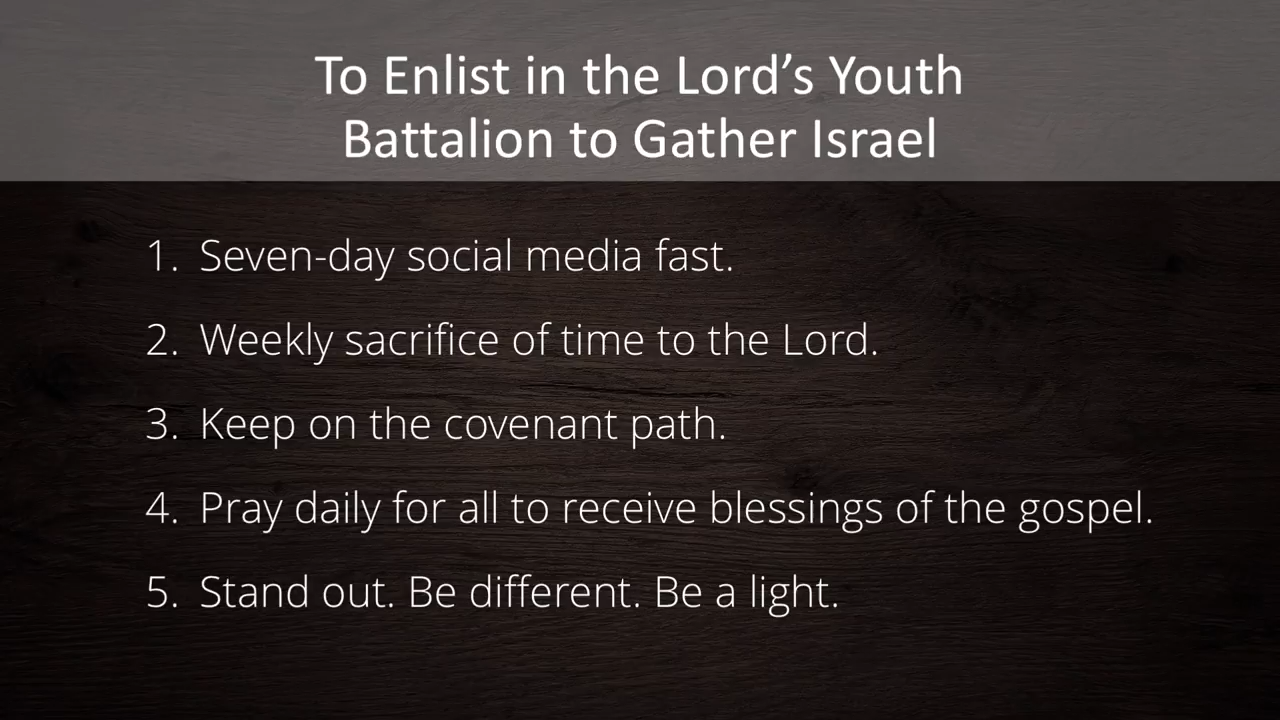 To Enlist in the Lord’s Youth
Battalion to Gather Israel
1. Seven-day social media fast.
2. Weekly sacrifice of time to the Lord.
3. Keep on the covenant path.
4. Pray daily for all to receive blessings of the gospel.
5. Stand out. Be different. Be a light.